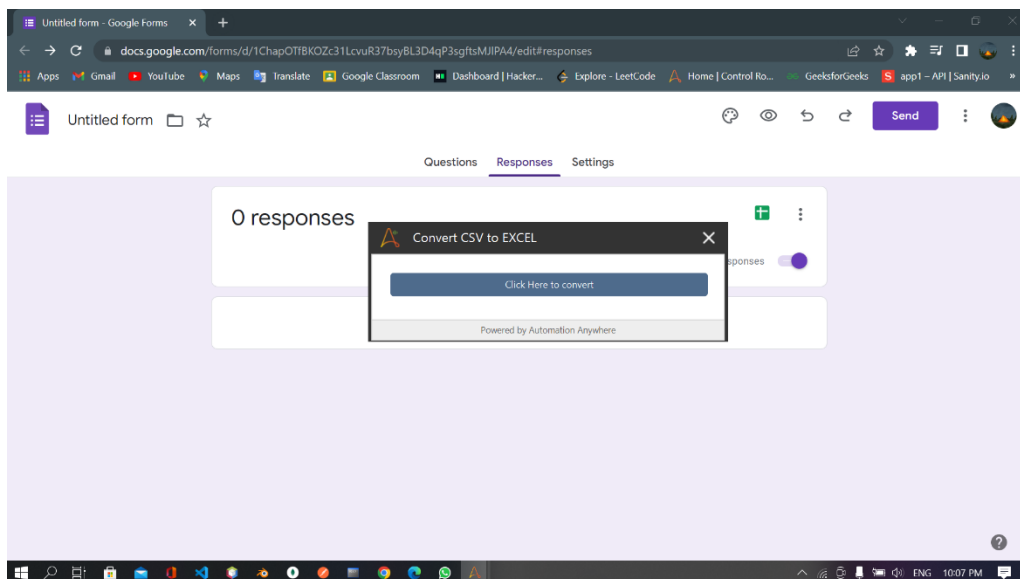 Untitled form - Google Forms
docs.google.com/forms/d/1ChapOTfBKOZc31LcvuR37bsyBL3D4qP3sgftsMJIPA4/edit#responses
Apps Gmail YouTube Maps Translate Google Classroom Dashboard | Hacker... Explore - LeetCode Home | Control Ro... GeeksforGeeks app1 – API | Sanity.io »
Untitled form
Send
Questions Responses Settings
0 responses
Convert CSV to EXCEL
sponses
Click Here to convert
Powered by Automation Anywhere
ENG 10:07 PM